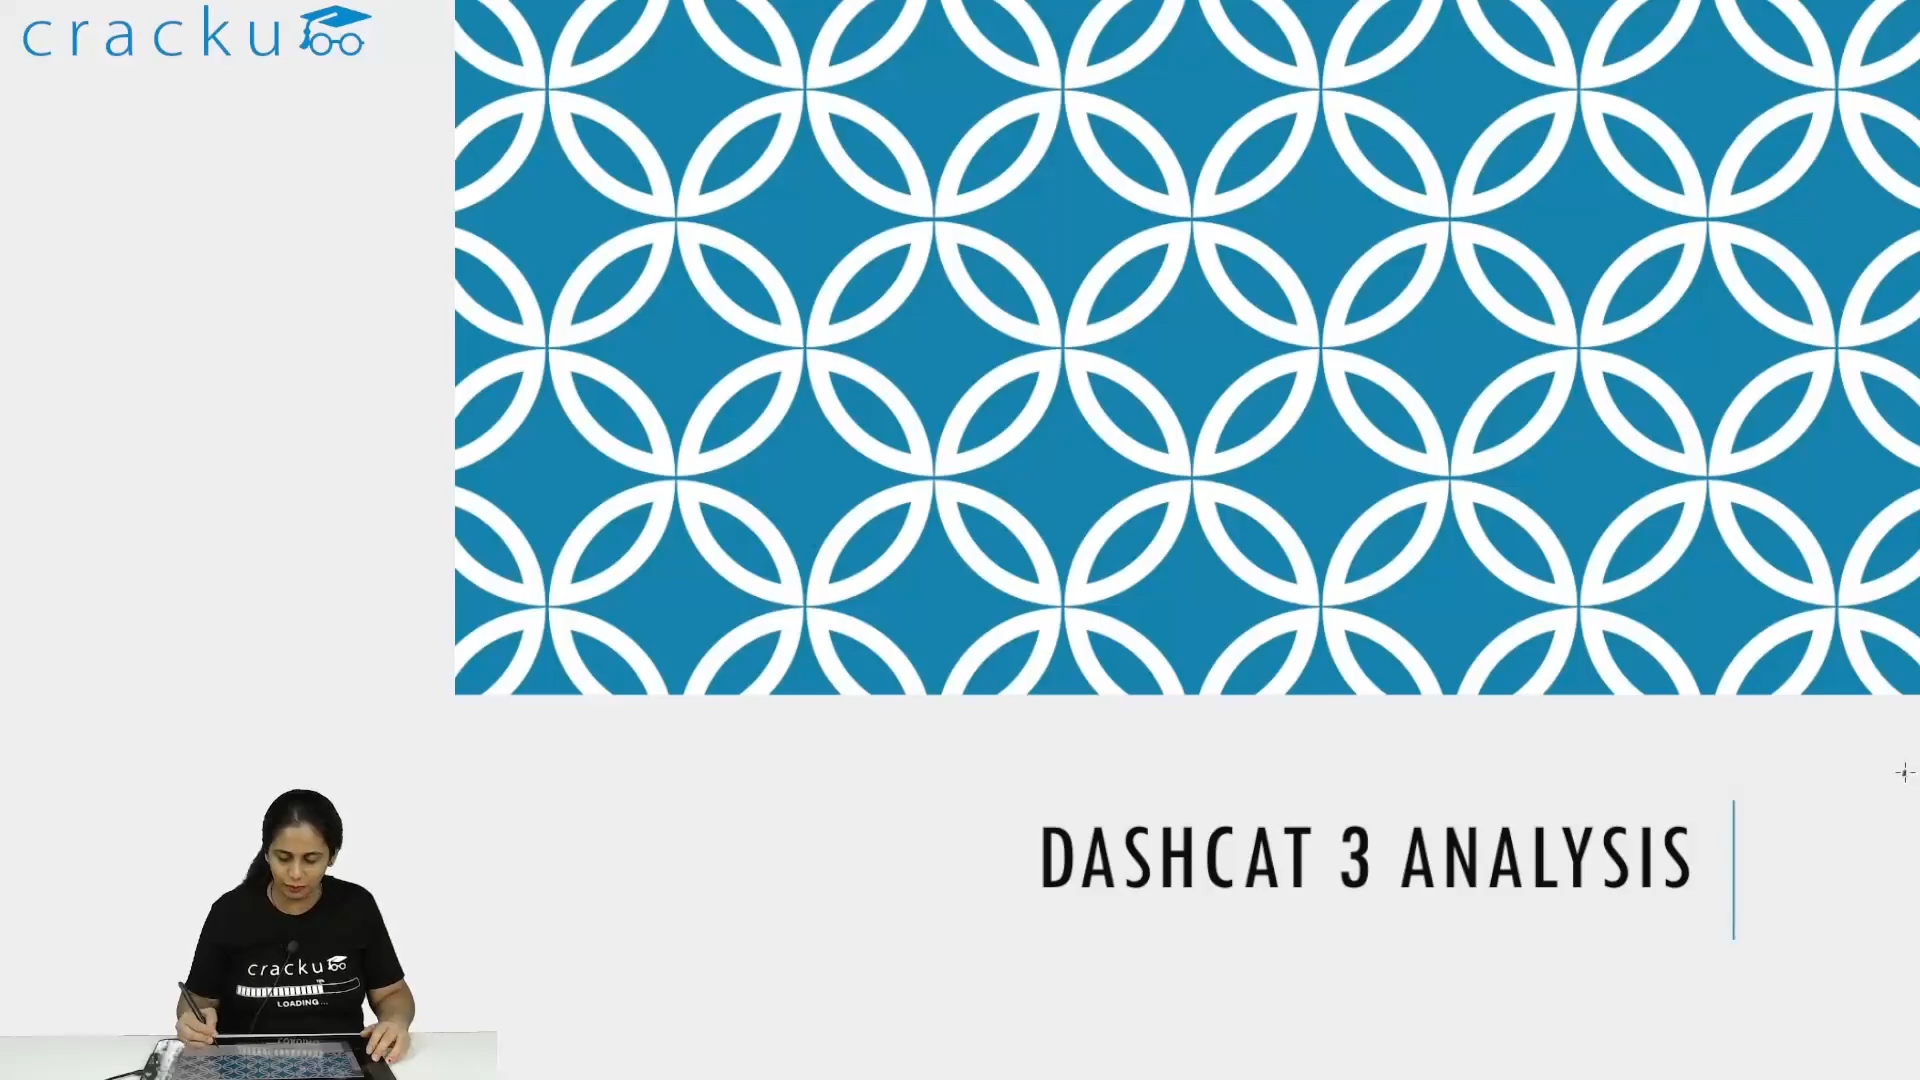 cracku
DASHCAT 3 ANALYSIS
cracku
LOADING...